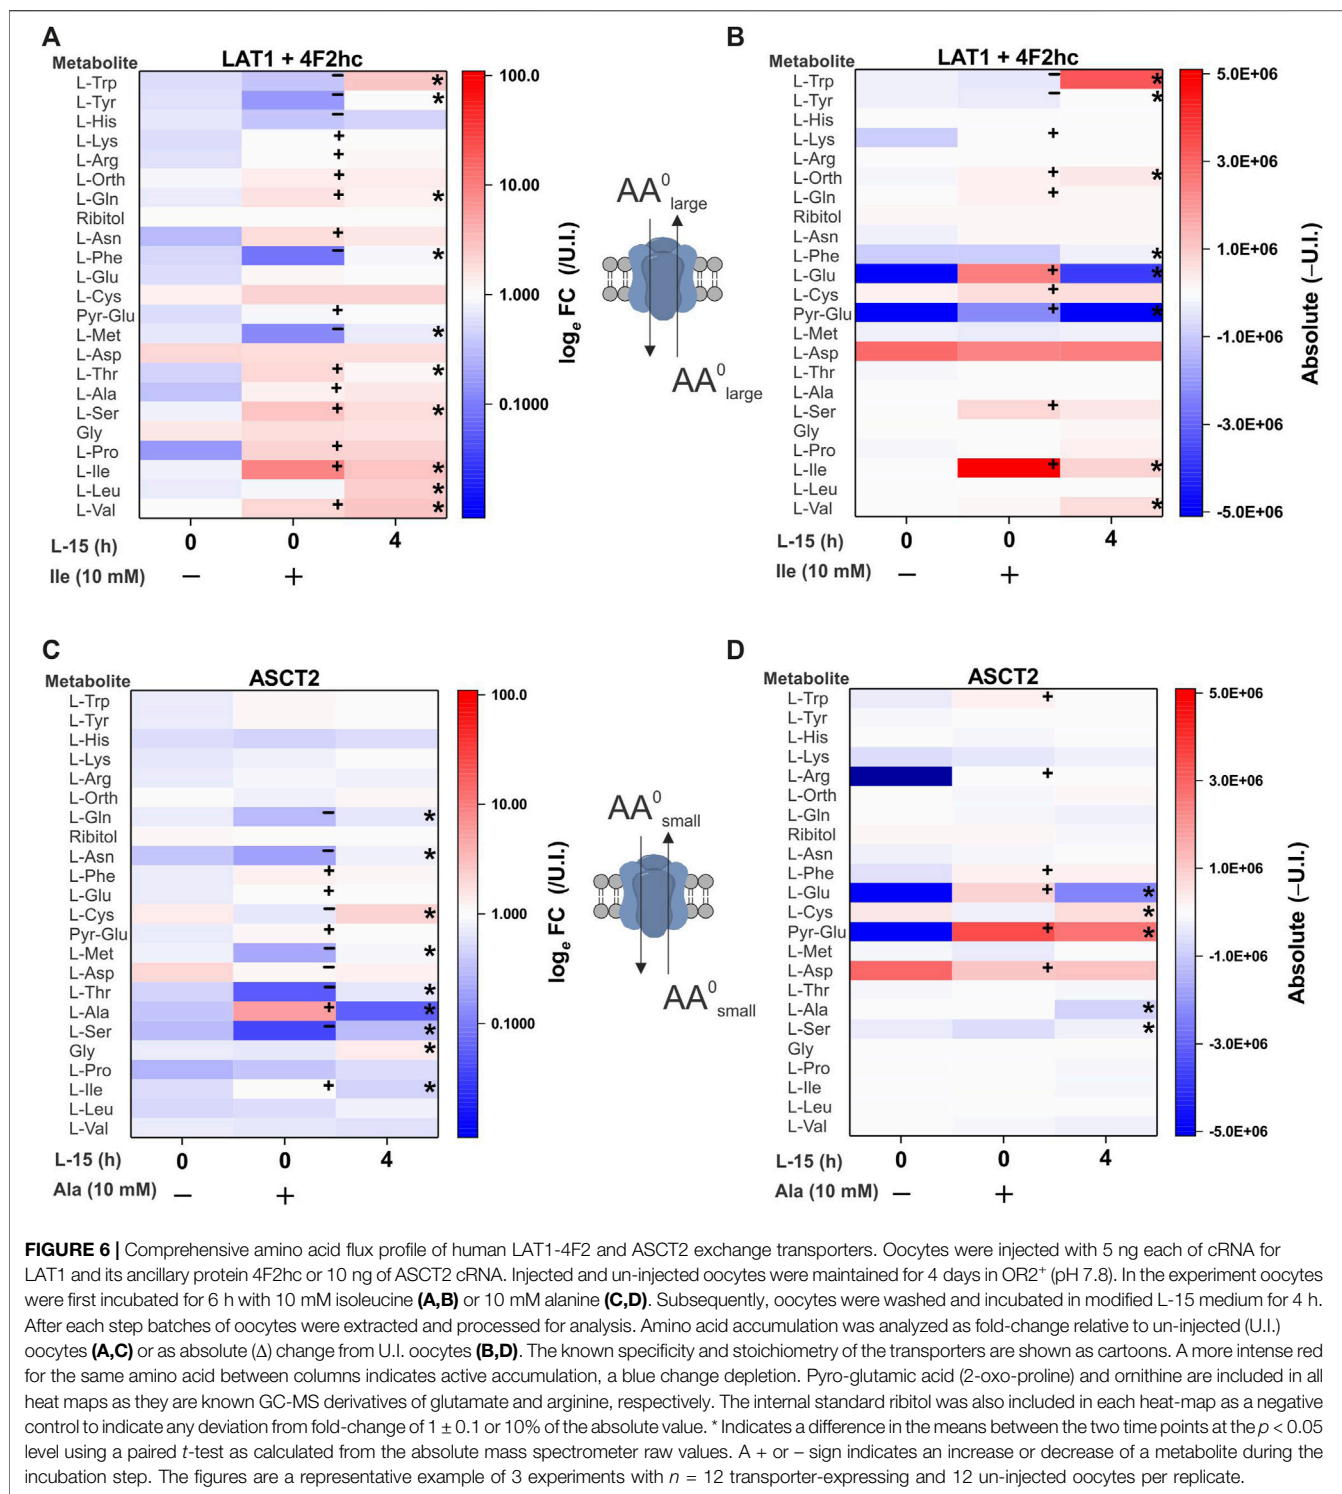 A
LAT1 + 4F2hc
Metabolite
L-Trp
L-Tyr
L-His
L-Lys
L-Arg
L-Orth
L-Gln
Ribitol
L-Asn
L-Phe
L-Glu
L-Cys
Pyr-Glu
L-Met
L-Asp
L-Thr
L-Ala
L-Ser
Gly
L-Pro
L-Ile
L-Leu
L-Val
− *
− *
−
+
+
+
+ *
+
− *
+
− *
+ *
+
+ *
+
+ *
*
+ *
L-15 (h) 0 0 4
Ile (10 mM) − +
100.0
10.00
1.000
0.1000
log e FC (/U.I.)
AA0 large
AA0 large
B
LAT1 + 4F2hc
Metabolite
L-Trp
L-Tyr
L-His
L-Lys
L-Arg
L-Orth
L-Gln
Ribitol
L-Asn
L-Phe
L-Glu
L-Cys
Pyr-Glu
L-Met
L-Asp
L-Thr
L-Ala
L-Ser
Gly
L-Pro
L-Ile
L-Leu
L-Val
− *
− *
+
+ *
+
*
+ *
+
+ *
+
+ *
*
L-15 (h) 0 0 4
Ile (10 mM) − +
5.0E+06
3.0E+06
1.0E+06
-1.0E+06
-3.0E+06
-5.0E+06
Absolute (−U.I.)
C
ASCT2
Metabolite
L-Trp
L-Tyr
L-His
L-Lys
L-Arg
L-Orth
L-Gln
Ribitol
L-Asn
L-Phe
L-Glu
L-Cys
Pyr-Glu
L-Met
L-Asp
L-Thr
L-Ala
L-Ser
Gly
L-Pro
L-Ile
L-Leu
L-Val
− *
− *
+
+
− *
+
− *
−
− *
+ *
− *
*
+ *
L-15 (h) 0 0 4
Ala (10 mM) − +
100.0
10.00
1.000
0.1000
log e FC (/U.I.)
AA0 small
AA0 small
D
ASCT2
Metabolite
L-Trp
L-Tyr
L-His
L-Lys
L-Arg
L-Orth
L-Gln
Ribitol
L-Asn
L-Phe
L-Glu
L-Cys
Pyr-Glu
L-Met
L-Asp
L-Thr
L-Ala
L-Ser
Gly
L-Pro
L-Ile
L-Leu
L-Val
+
+
+
+ *
*
+ *
+
*
*
L-15 (h) 0 0 4
Ala (10 mM) − +
5.0E+06
3.0E+06
1.0E+06
-1.0E+06
-3.0E+06
-5.0E+06
Absolute (−U.I.)
FIGURE 6 | Comprehensive amino acid flux profile of human LAT1-4F2 and ASCT2 exchange transporters. Oocytes were injected with 5 ng each of cRNA for
LAT1 and its ancillary protein 4F2hc or 10 ng of ASCT2 cRNA. Injected and un-injected oocytes were maintained for 4 days in OR2+ (pH 7.8). In the experiment oocytes
were first incubated for 6 h with 10 mM isoleucine (A,B) or 10 mM alanine (C,D). Subsequently, oocytes were washed and incubated in modified L-15 medium for 4 h.
After each step batches of oocytes were extracted and processed for analysis. Amino acid accumulation was analyzed as fold-change relative to un-injected (U.I.)
oocytes (A,C) or as absolute (Δ) change from U.I. oocytes (B,D). The known specificity and stoichiometry of the transporters are shown as cartoons. A more intense red
for the same amino acid between columns indicates active accumulation, a blue change depletion. Pyro-glutamic acid (2-oxo-proline) and ornithine are included in all
heat maps as they are known GC-MS derivatives of glutamate and arginine, respectively. The internal standard ribitol was also included in each heat-map as a negative
control to indicate any deviation from fold-change of 1 ± 0.1 or 10% of the absolute value. * Indicates a difference in the means between the two time points at the p < 0.05
level using a paired t-test as calculated from the absolute mass spectrometer raw values. A + or – sign indicates an increase or decrease of a metabolite during the
incubation step. The figures are a representative example of 3 experiments with n = 12 transporter-expressing and 12 un-injected oocytes per replicate.